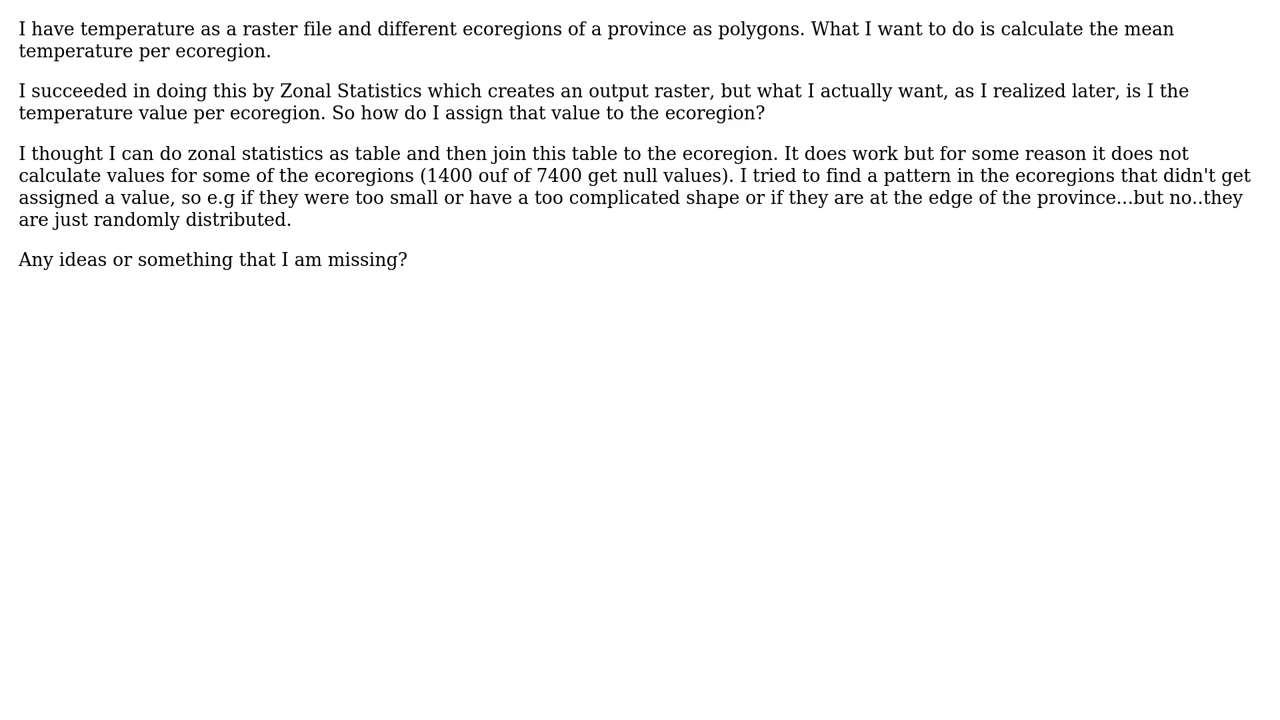 I have temperature as a raster file and different ecoregions of a province as polygons. What I want to do is calculate the mean
temperature per ecoregion.
I succeeded in doing this by Zonal Statistics which creates an output raster, but what I actually want, as I realized later, is I the
temperature value per ecoregion. So how do I assign that value to the ecoregion?
I thought I can do zonal statistics as table and then join this table to the ecoregion. It does work but for some reason it does not
calculate values for some of the ecoregions (1400 ouf of 7400 get null values). I tried to find a pattern in the ecoregions that didn't get
assigned a value, so e.g if they were too small or have a too complicated shape or if they are at the edge of the province...but no..they
are just randomly distributed.
Any ideas or something that I am missing?